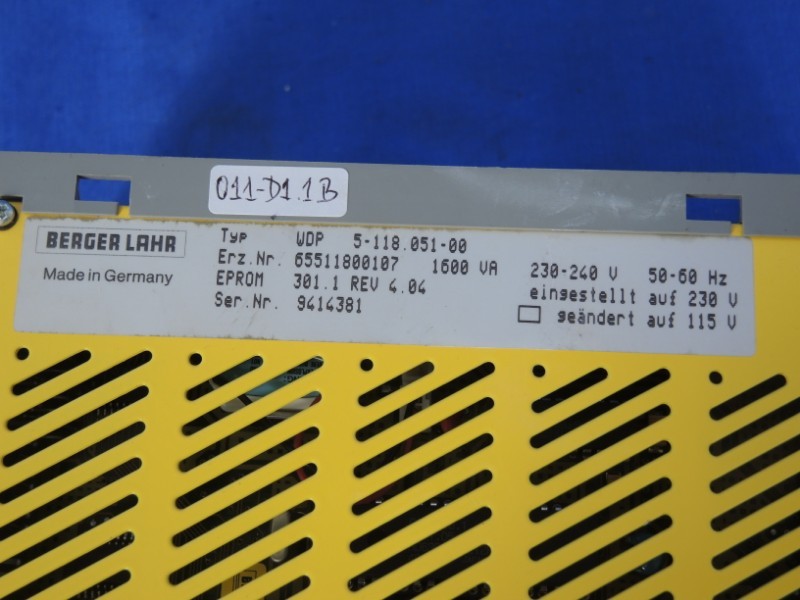 011-D1.1B
BERGER LAHR
Made in Germany
Typ WDP 5-118.051-00
Erz.Nr. 65511800107 1600 VA
EPROM 301.1 REV 4.04
Ser.Nr. 9414381
230-240 V 50-60 Hz
eingestellt auf 230 V
geändert auf 115 V